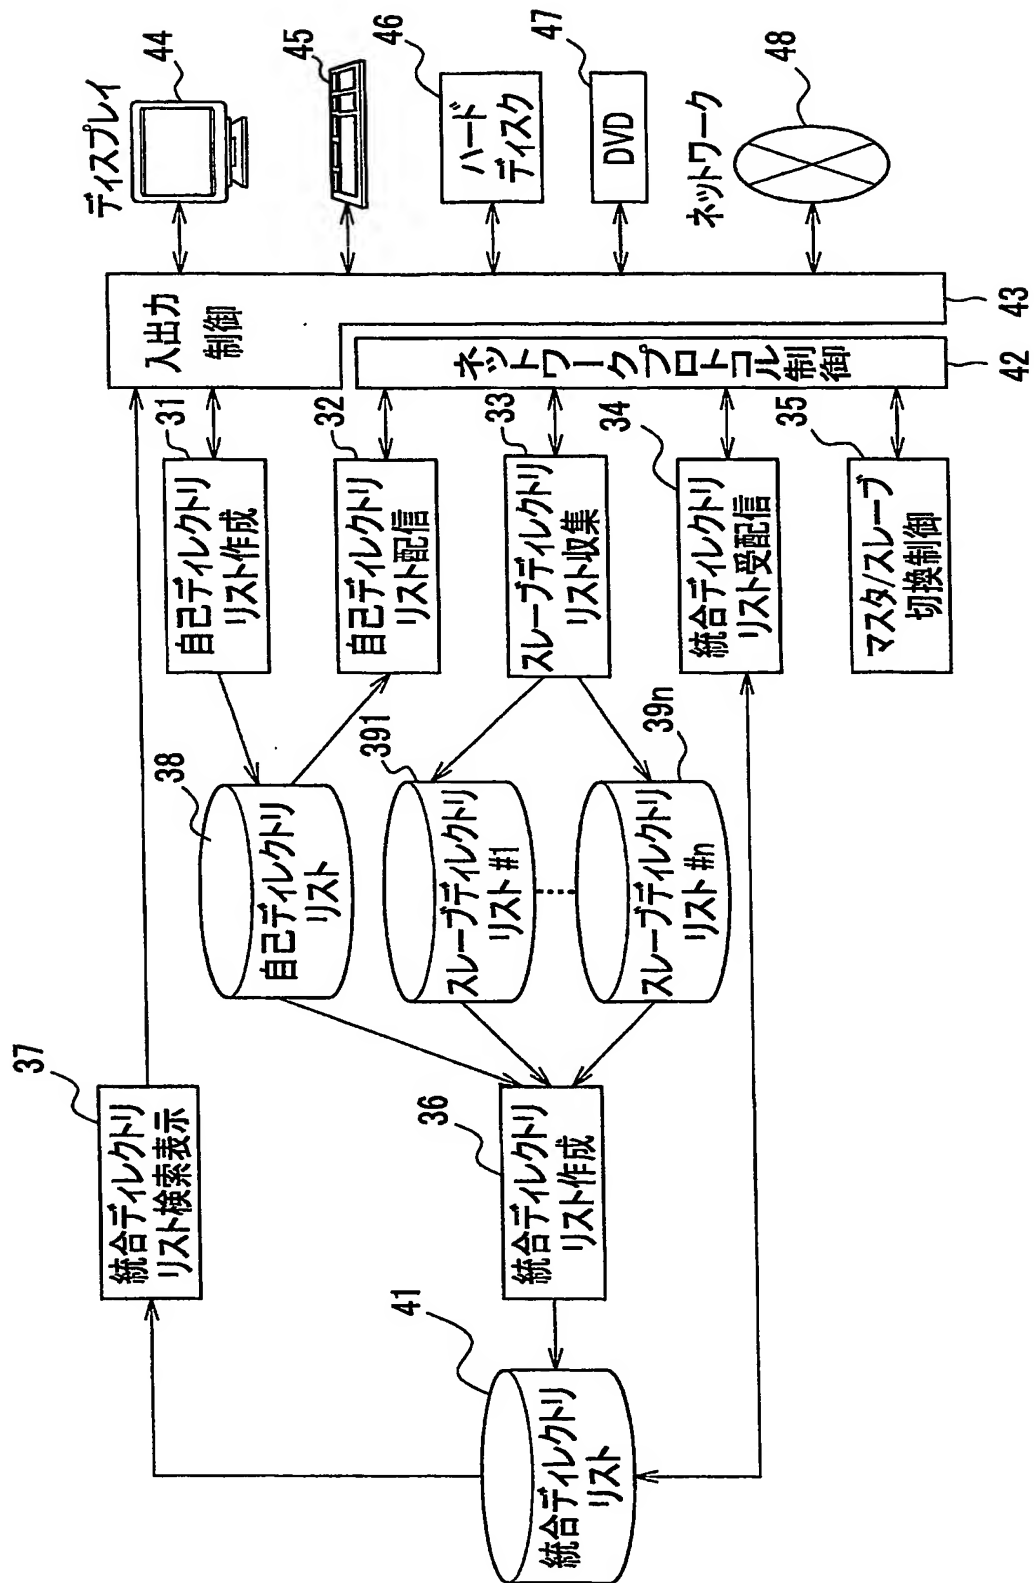 ディスプレイ
44
45
46
ハード
ディスク
47
DVD
ネットワーク
48
入出力
制御
43
ネットワークプロトコル制御
42
31
自己ディレクトリ
リスト作成
32
自己ディレクトリ
リスト配信
33
スレーブディレクトリ
リスト収集
34
統合ディレクトリ
リスト受配信
35
マスタ/スレーブ
切換制御
38
自己ディレクトリ
リスト
391
スレーブディレクトリ
リスト#1
39n
スレーブディレクトリ
リスト#n
37
統合ディレクトリ
リスト検索表示
36
統合ディレクトリ
リスト作成
41
統合ディレクトリ
リスト